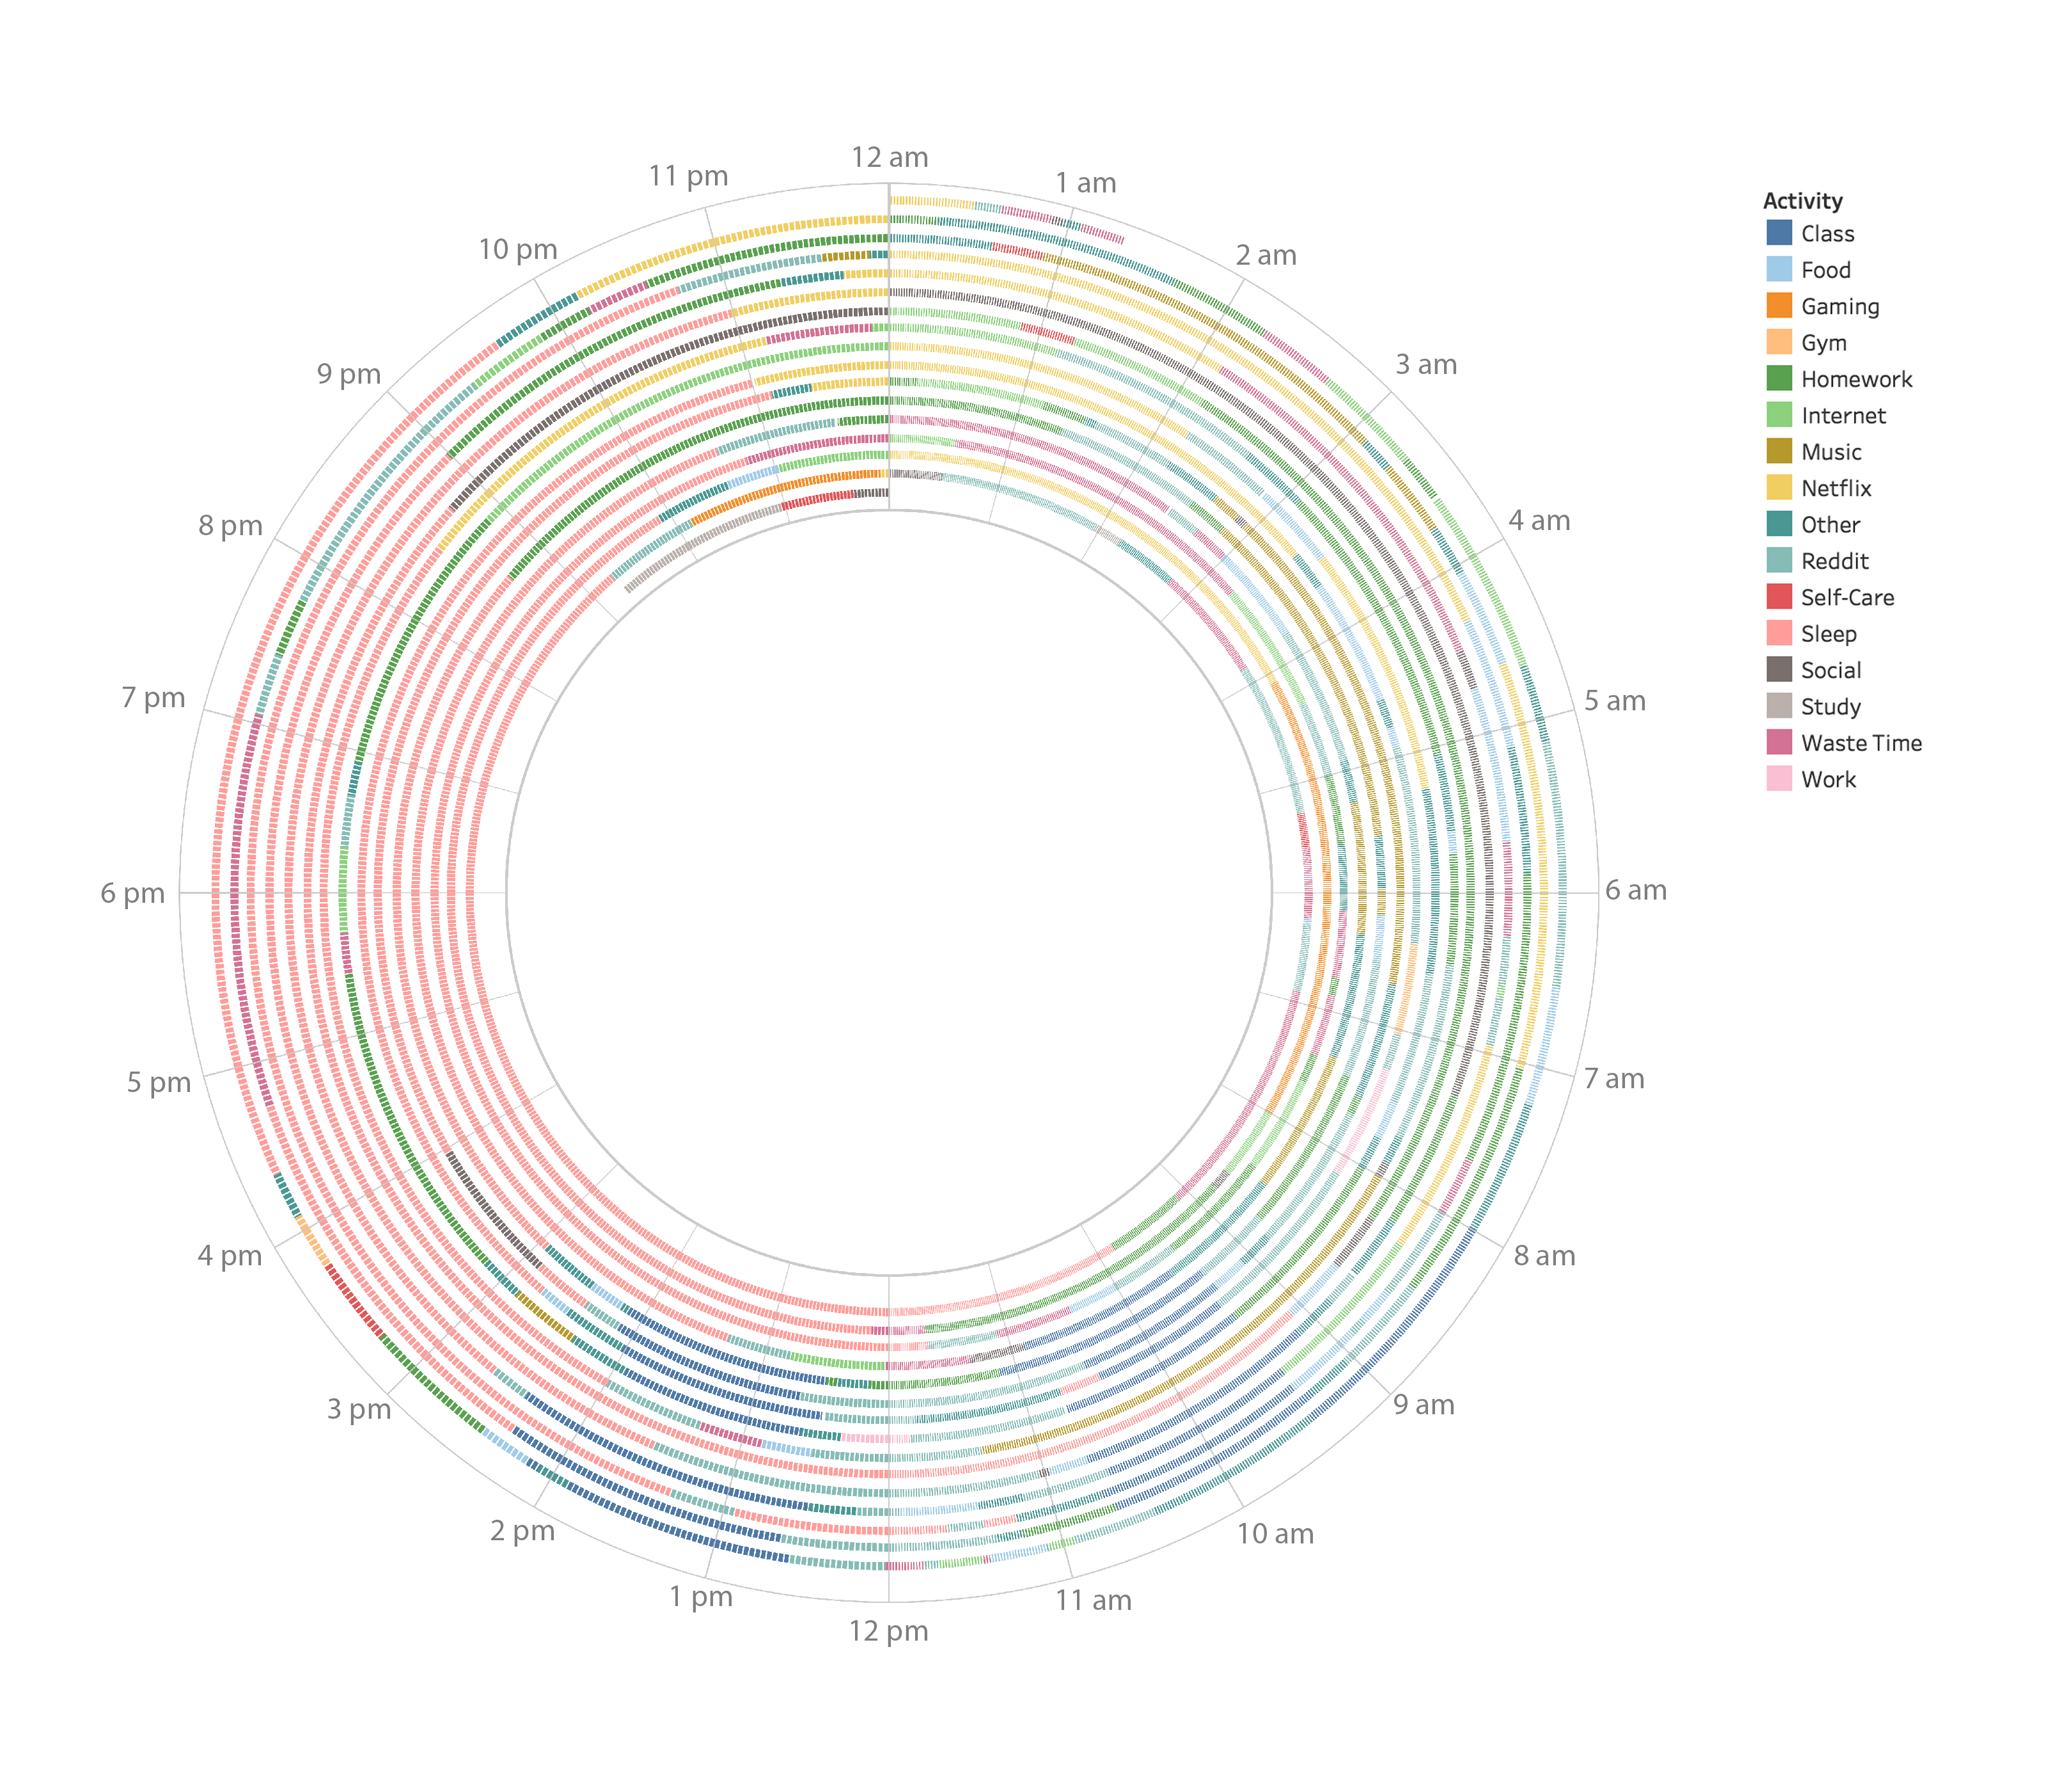 12 am
1 am
2 am
3 am
4 am
5 am
6 am
7 am
8 am
9 am
10 am
11 am
12 pm
1 pm
2 pm
3 pm
4 pm
5 pm
6 pm
7 pm
8 pm
9 pm
10 pm
11 pm
Activity
Class
Food
Gaming
Gym
Homework
Internet
Music
Netflix
Other
Reddit
Self-Care
Sleep
Social
Study
Waste Time
Work